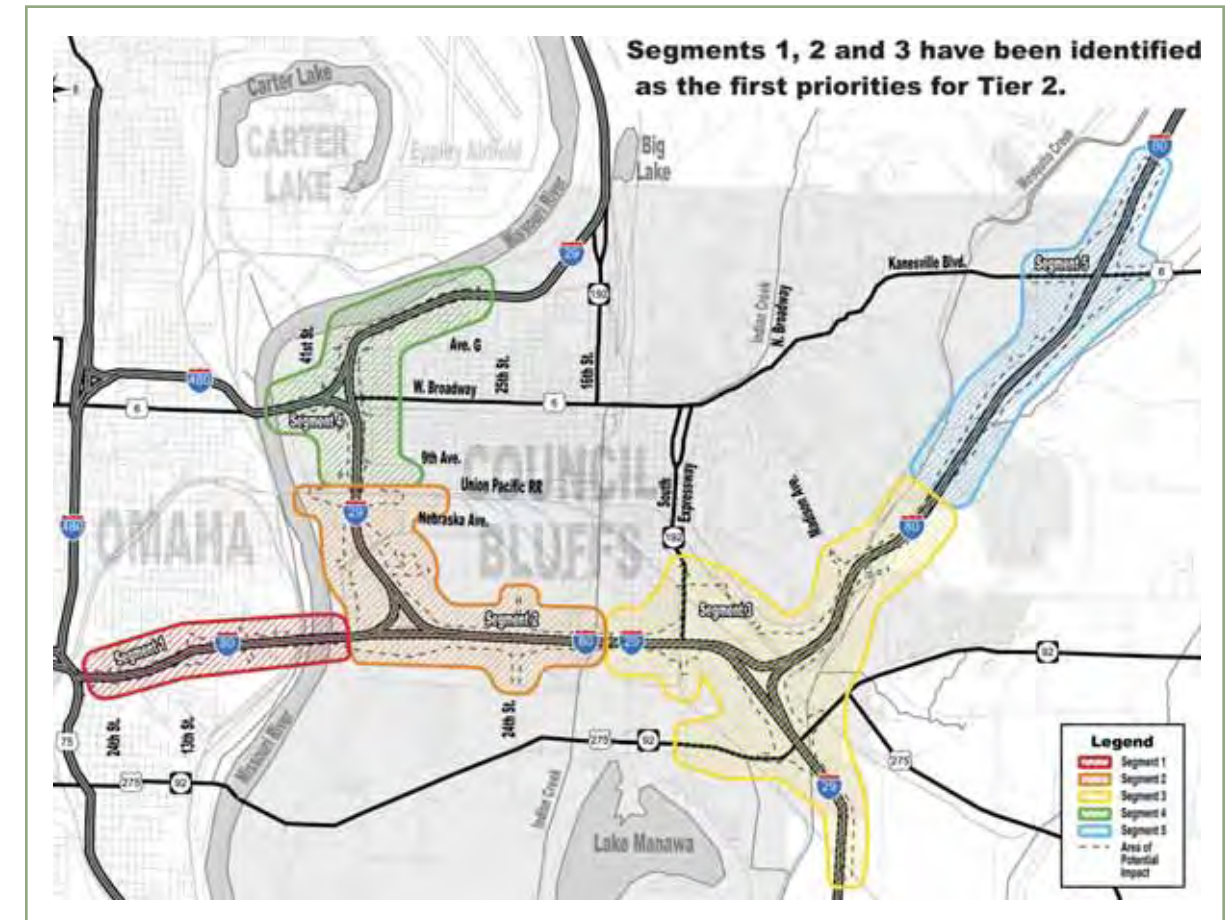 Segments 1, 2 and 3 have been identified
as the first priorities for Tier 2.
Carter Lake
CARTER
LAKE
Eppley Airfield
Big
Lake
Missouri River
Mosquito Creek
80
29
192
Kanesville Blvd.
Segment 5
6
Indian Creek
N. Broadway
41st St.
Ave. G
25th St.
16th St.
480
W. Broadway
6
6
Segment 4
9th Ave.
COUNCIL
BLUFFS
Union Pacific RR
South
Expressway
Madison Ave.
480
OMAHA
29
Nebraska Ave.
192
80
Segment 1
80
Segment 2
80
29
Segment 3
92
24th St.
13th St.
24th St.
75
275
92
Missouri River
275
92
275
29
Indian Creek
Lake Manawa
Legend
Segment 1
Segment 2
Segment 3
Segment 4
Segment 5
Area of
Potential
Impact